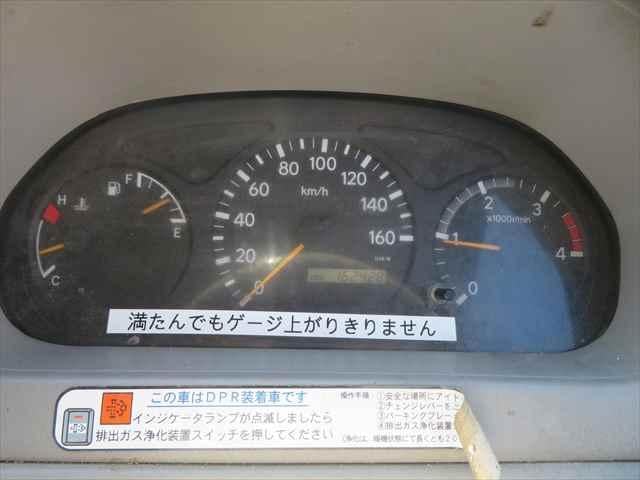 80 100 120
60 140
40 160
20
0
km/h
162428
F
E
H
C
0 1 2 3 4
x1000r/min
満たんでもゲージ上がりきりません
この車はDPR装着車です
インジケータランプが点滅しましたら
排出ガス浄化装置スイッチを押してください
操作手順
①安全な場所にアイド
②チェンジレバーを
③パーキングブレー
④排出ガス浄化装置